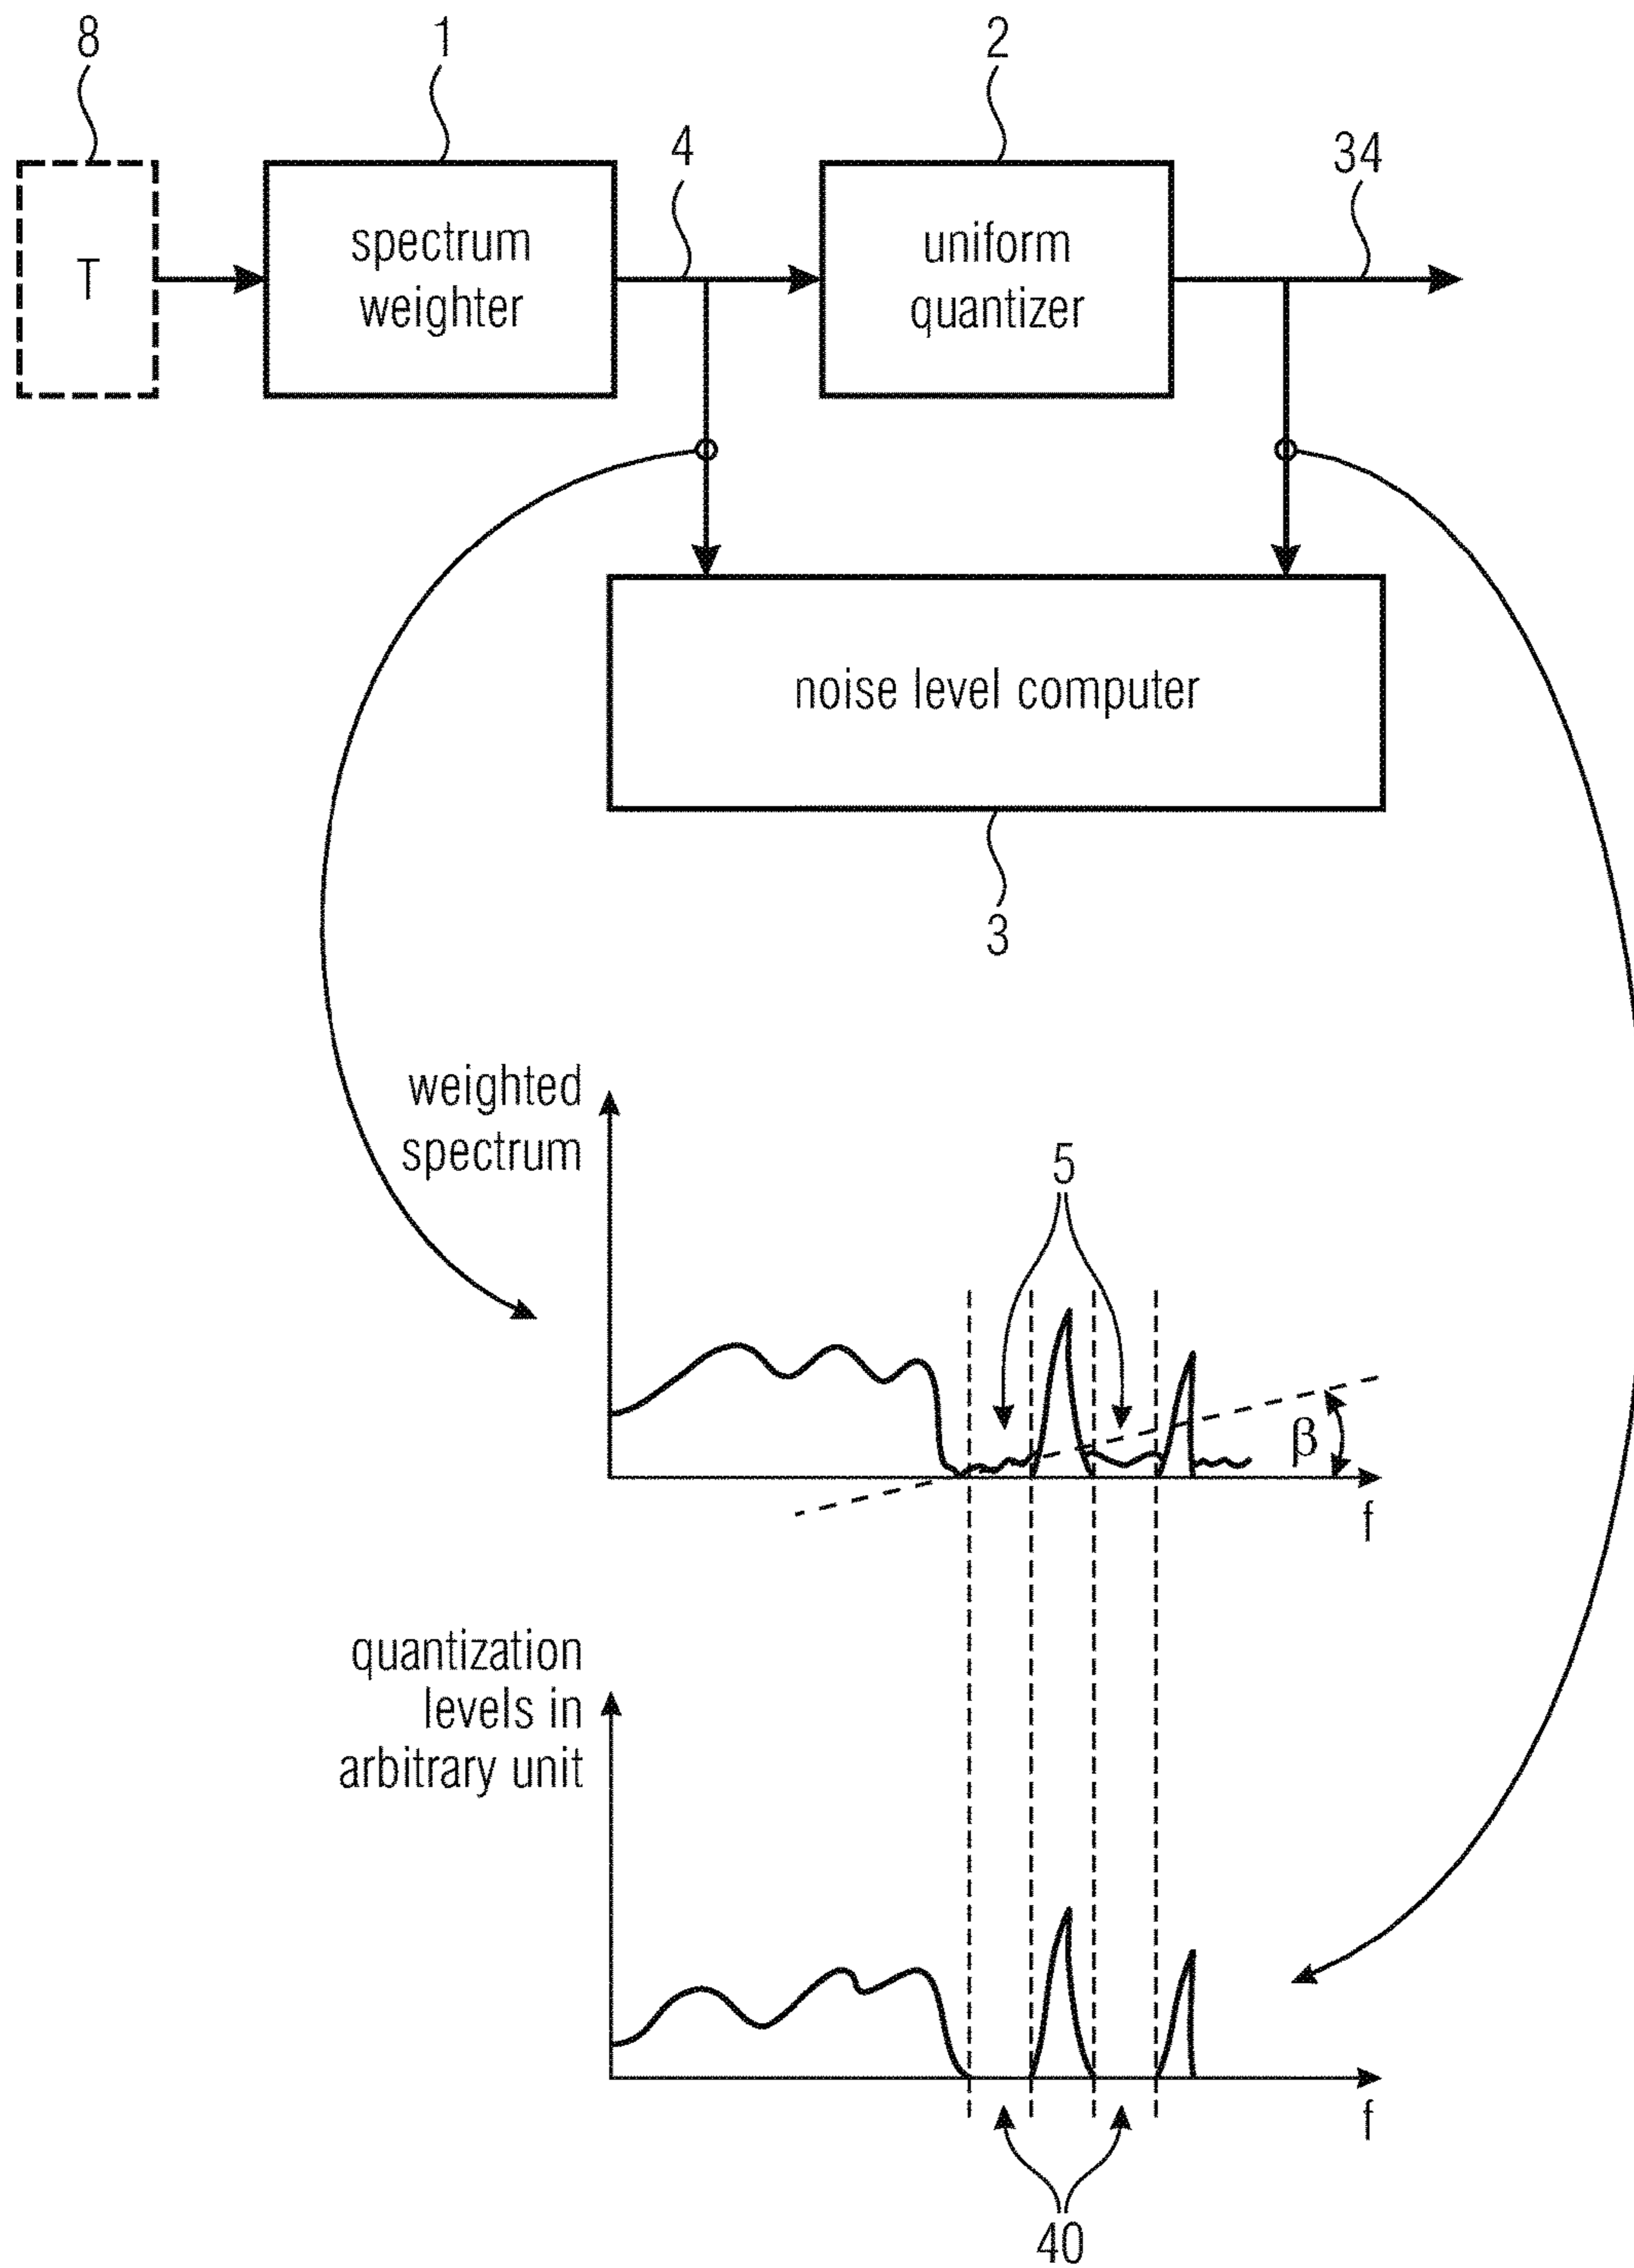 8
1
2
4
34
T
spectrum
weighter
uniform
quantizer
noise level computer
3
weighted
spectrum
5
β
f
quantization
levels in
arbitrary unit
f
40